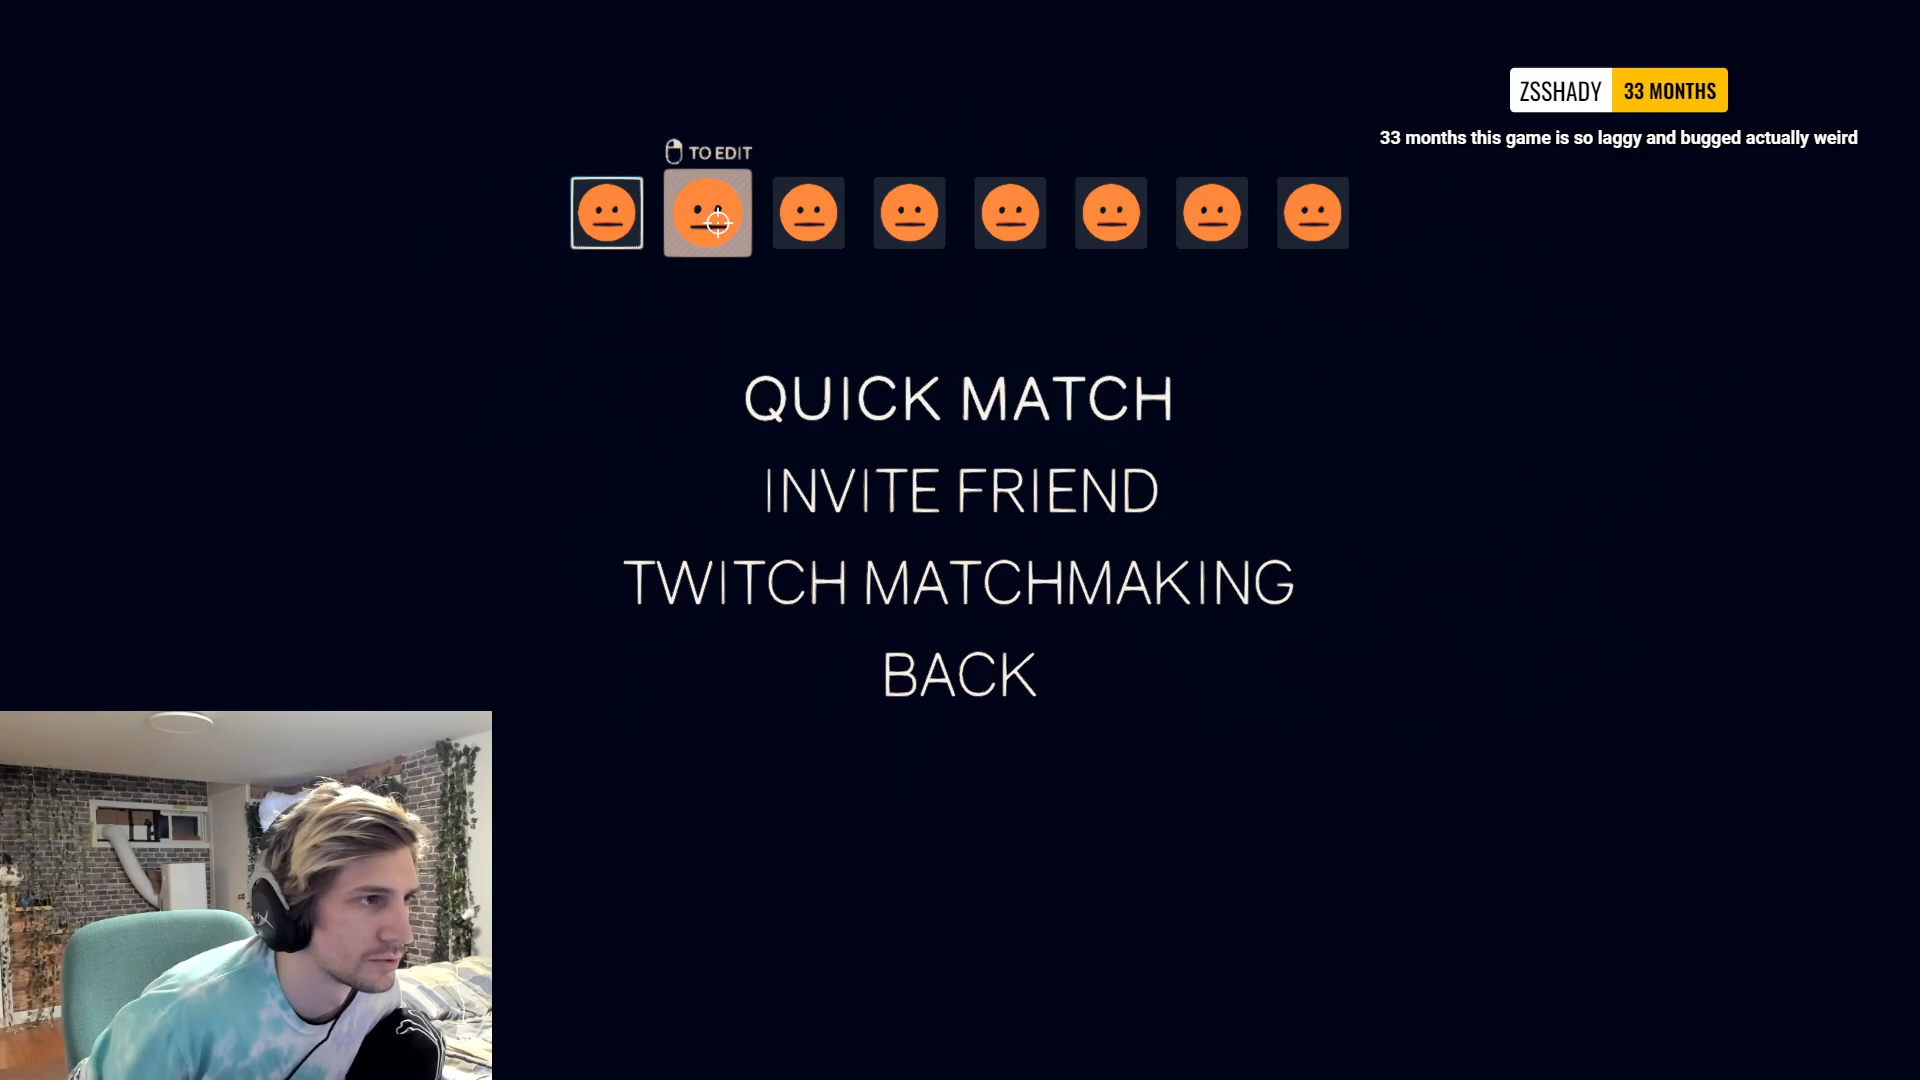 ZSSHADY 33 MONTHS
33 months this game is so laggy and bugged actually weird
TO EDIT
QUICK MATCH
INVITE FRIEND
TWITCH MATCHMAKING
BACK